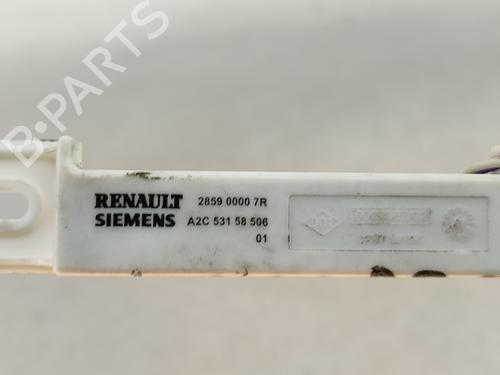 B-PARTS
RENAULT 2859 0000 7R
SIEMENS A2C 531 58 506
01